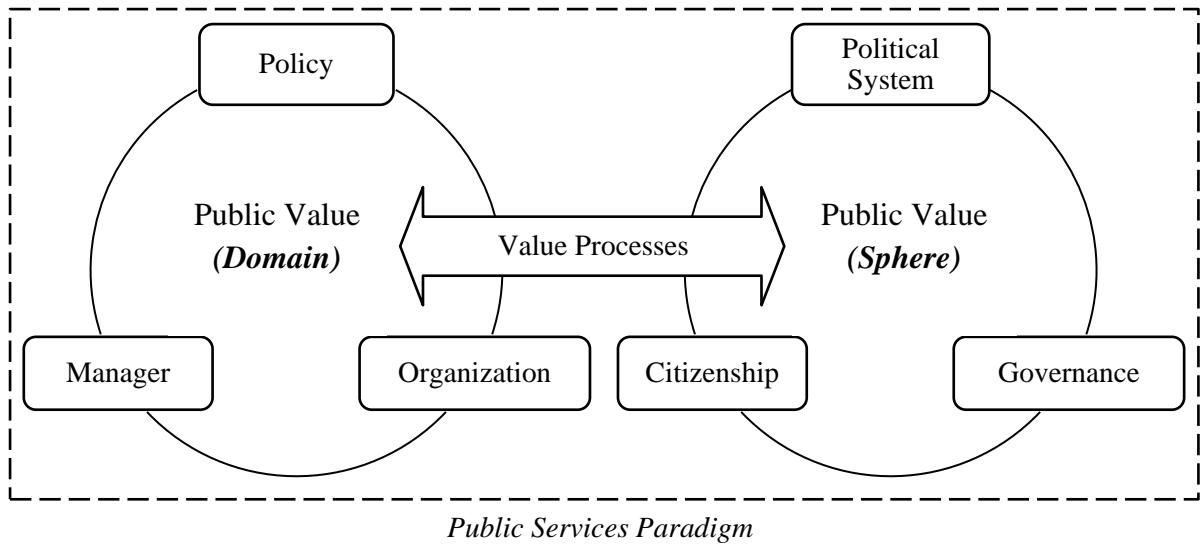 Policy
Political
System
Public Value
(Domain)
Value Processes
Public Value
(Sphere)
Manager
Organization
Citizenship
Governance
Public Services Paradigm